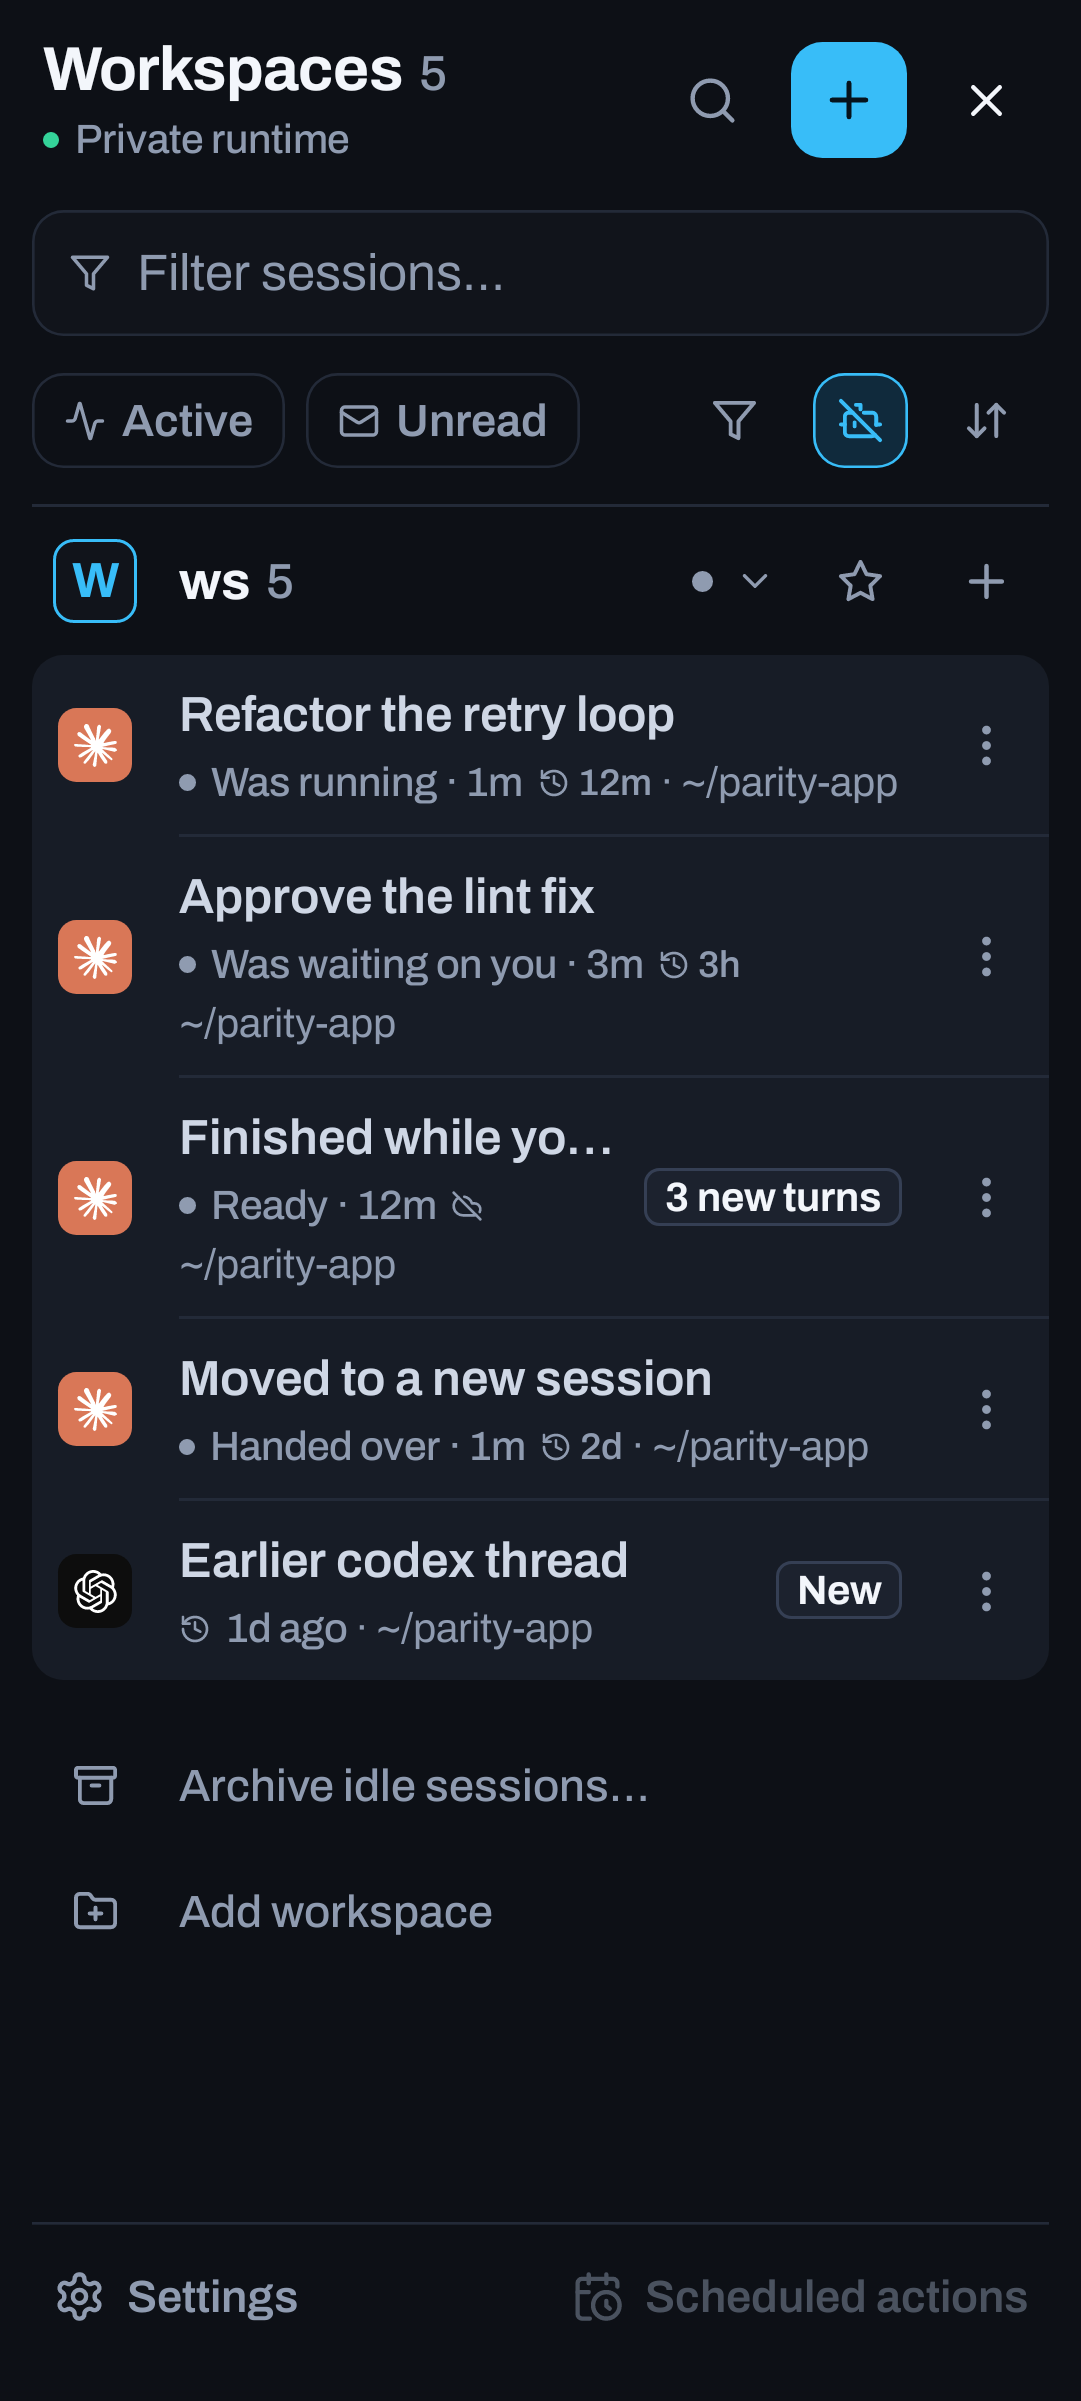 Workspaces 5
Private runtime
Filter sessions...
Active
Unread
W
ws 5
Refactor the retry loop
Was running · 1m 12m · ~/parity-app
Approve the lint fix
Was waiting on you · 3m 3h
~/parity-app
Finished while yo...
Ready · 12m
3 new turns
~/parity-app
Moved to a new session
Handed over · 1m 2d · ~/parity-app
Earlier codex thread
New
1d ago · ~/parity-app
Archive idle sessions...
Add workspace
Settings
Scheduled actions